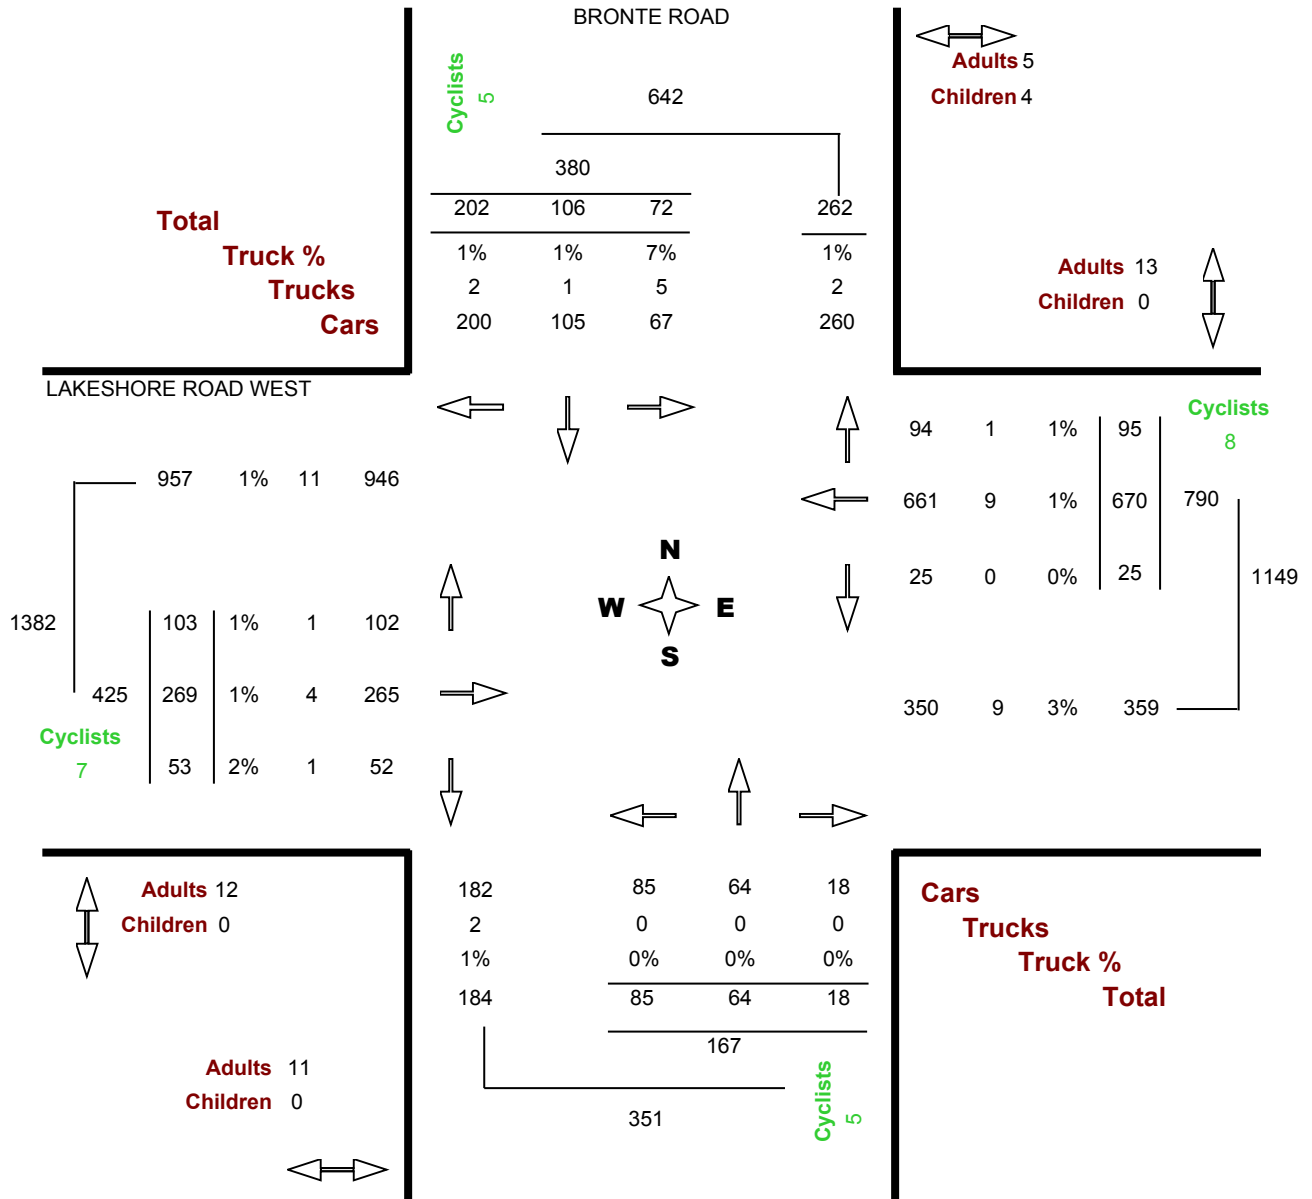 BRONTE ROAD
Adults 5
Children 4
Cyclists
5
642
380
202 106 72 262
Total
1% 1% 7% 1%
Truck %
2 1 5 2
Trucks
200 105 67 260
Cars
Adults 13
Children 0
LAKESHORE ROAD WEST
Cyclists
8
94 1 1% 95
957 1% 11 946
661 9 1% 670 790
N
W E
S
25 0 0% 25 1149
1382 103 1% 1 102
425 269 1% 4 265
350 9 3% 359
Cyclists
7
53 2% 1 52
Adults 12
Children 0
182 85 64 18
2 0 0 0
1% 0% 0% 0%
184 85 64 18
167
351
Cyclists
5
Cars
Trucks
Truck %
Total
Adults 11
Children 0